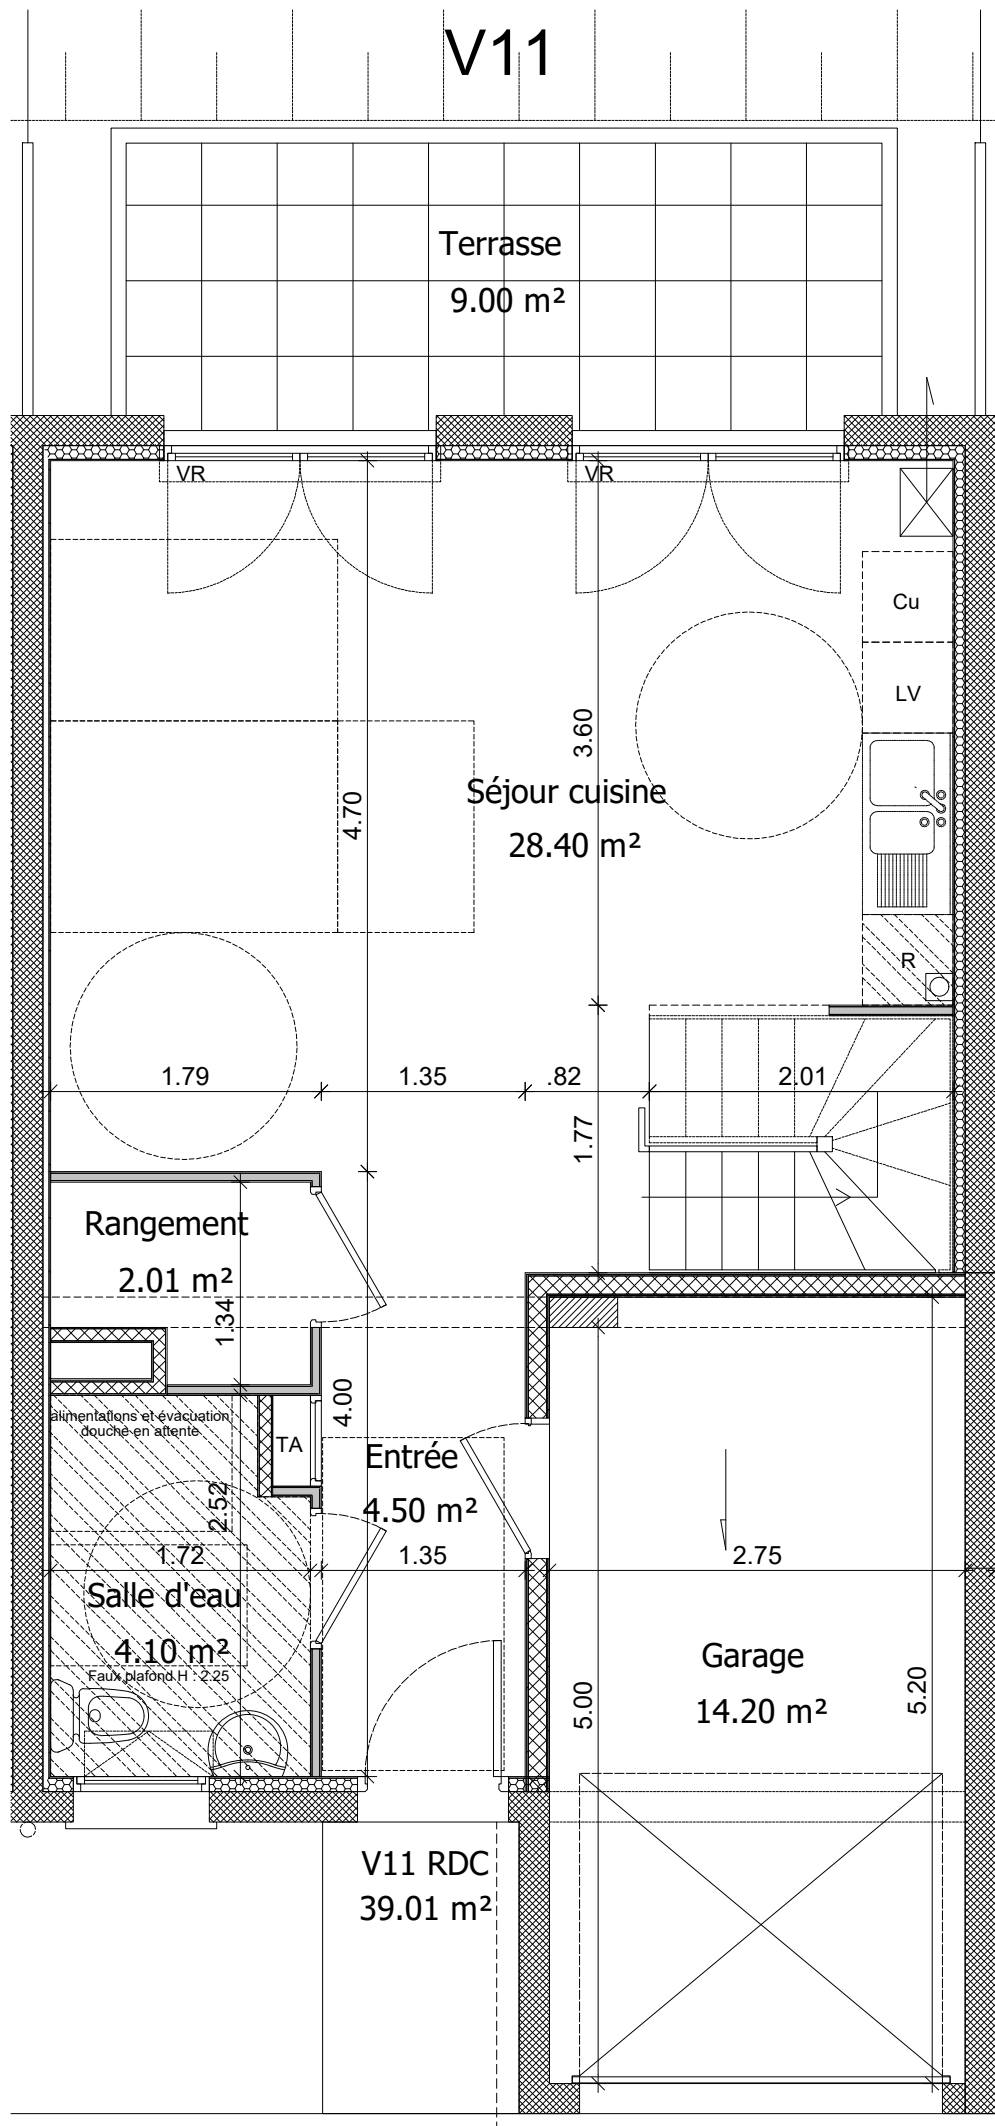 V11
Terrasse
9.00 m²
VR
VR
Cu
LV
3.60
Séjour cuisine
28.40 m²
4.70
R
1.79
1.35
.82
2.01
1.77
Rangement
2.01 m²
1.34
4.00
alimentations et évacuation
douche en attente
TA
Entrée
4.50 m²
2.52
1.72
1.35
2.75
Salle d'eau
4.10 m²
Faux plafond H : 2.25
Garage
14.20 m²
5.00
5.20
V11 RDC
39.01 m²